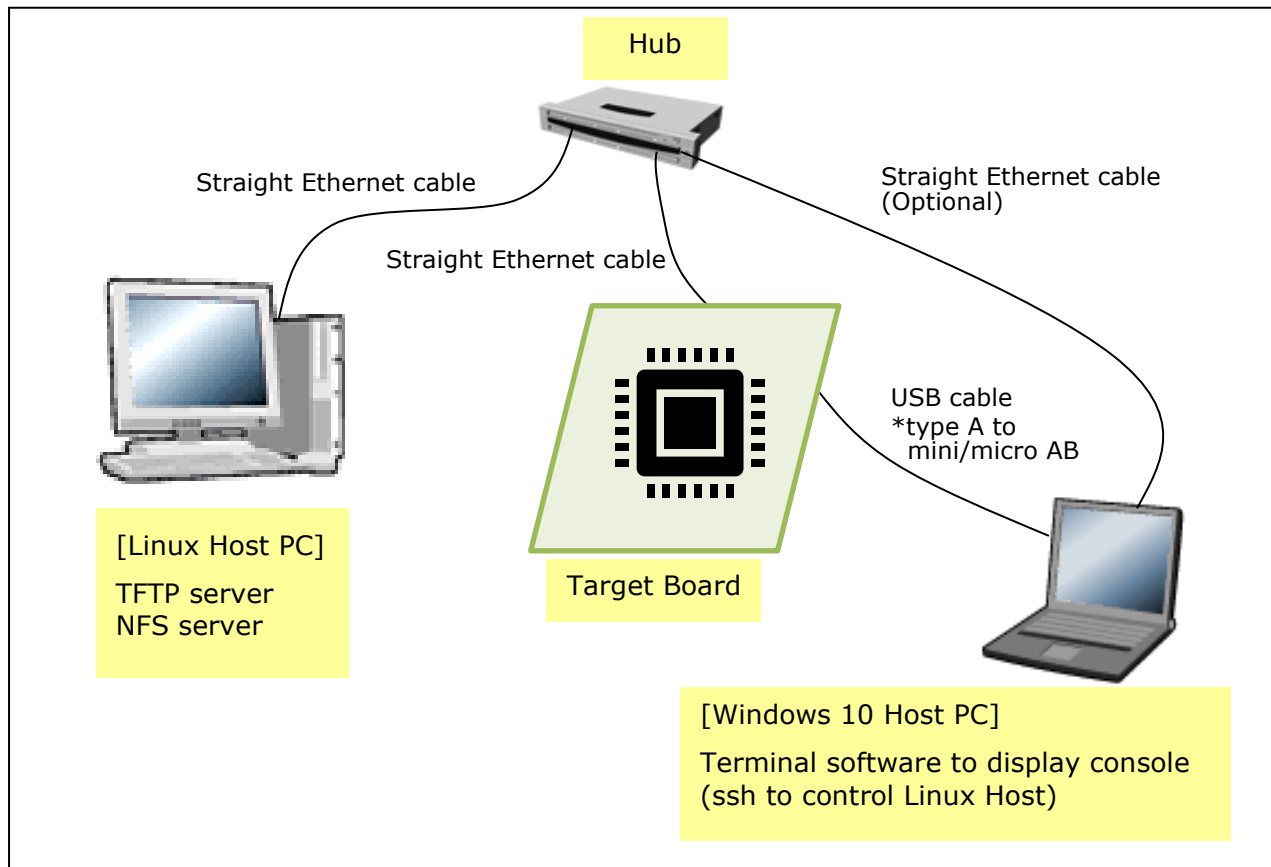 Hub
Straight Ethernet cable
Straight Ethernet cable
(Optional)
Straight Ethernet cable
USB cable
*type A to
mini/micro AB
[Linux Host PC]
TFTP server
NFS server
Target Board
[Windows 10 Host PC]
Terminal software to display console
(ssh to control Linux Host)